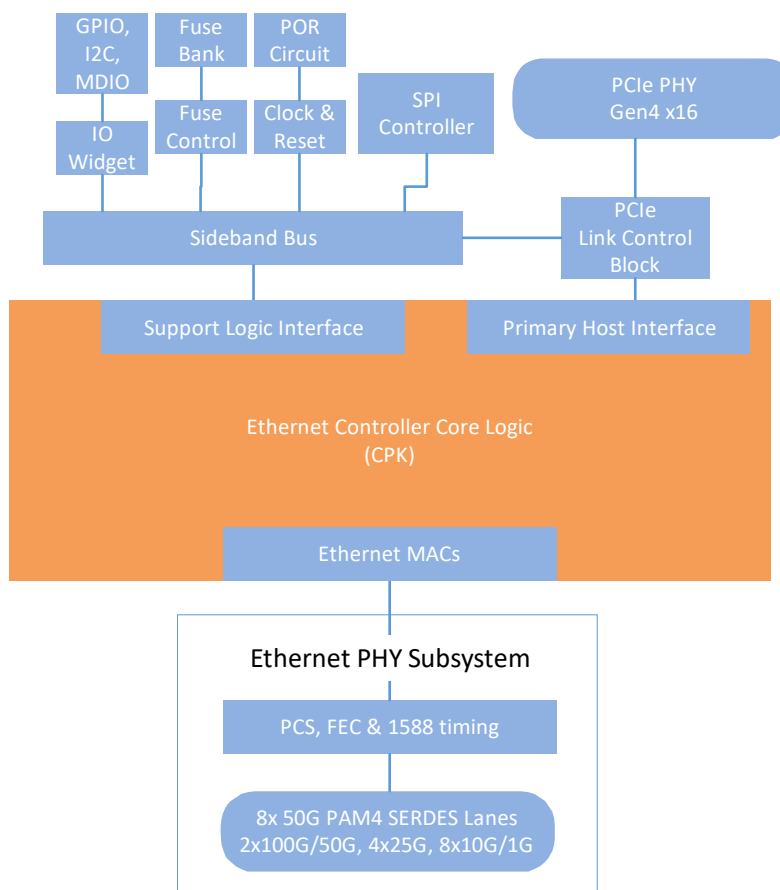 GPIO,
I2C,
MDIO
Fuse
Bank
POR
Circuit
SPI
Controller
PCIe PHY
Gen4 x16
IO
Widget
Fuse
Control
Clock &
Reset
PCIe
Link Control
Block
Sideband Bus
Support Logic Interface
Primary Host Interface
Ethernet Controller Core Logic
(CPK)
Ethernet MACs
Ethernet PHY Subsystem
PCS, FEC & 1588 timing
8x 50G PAM4 SERDES Lanes
2x100G/50G, 4x25G, 8x10G/1G